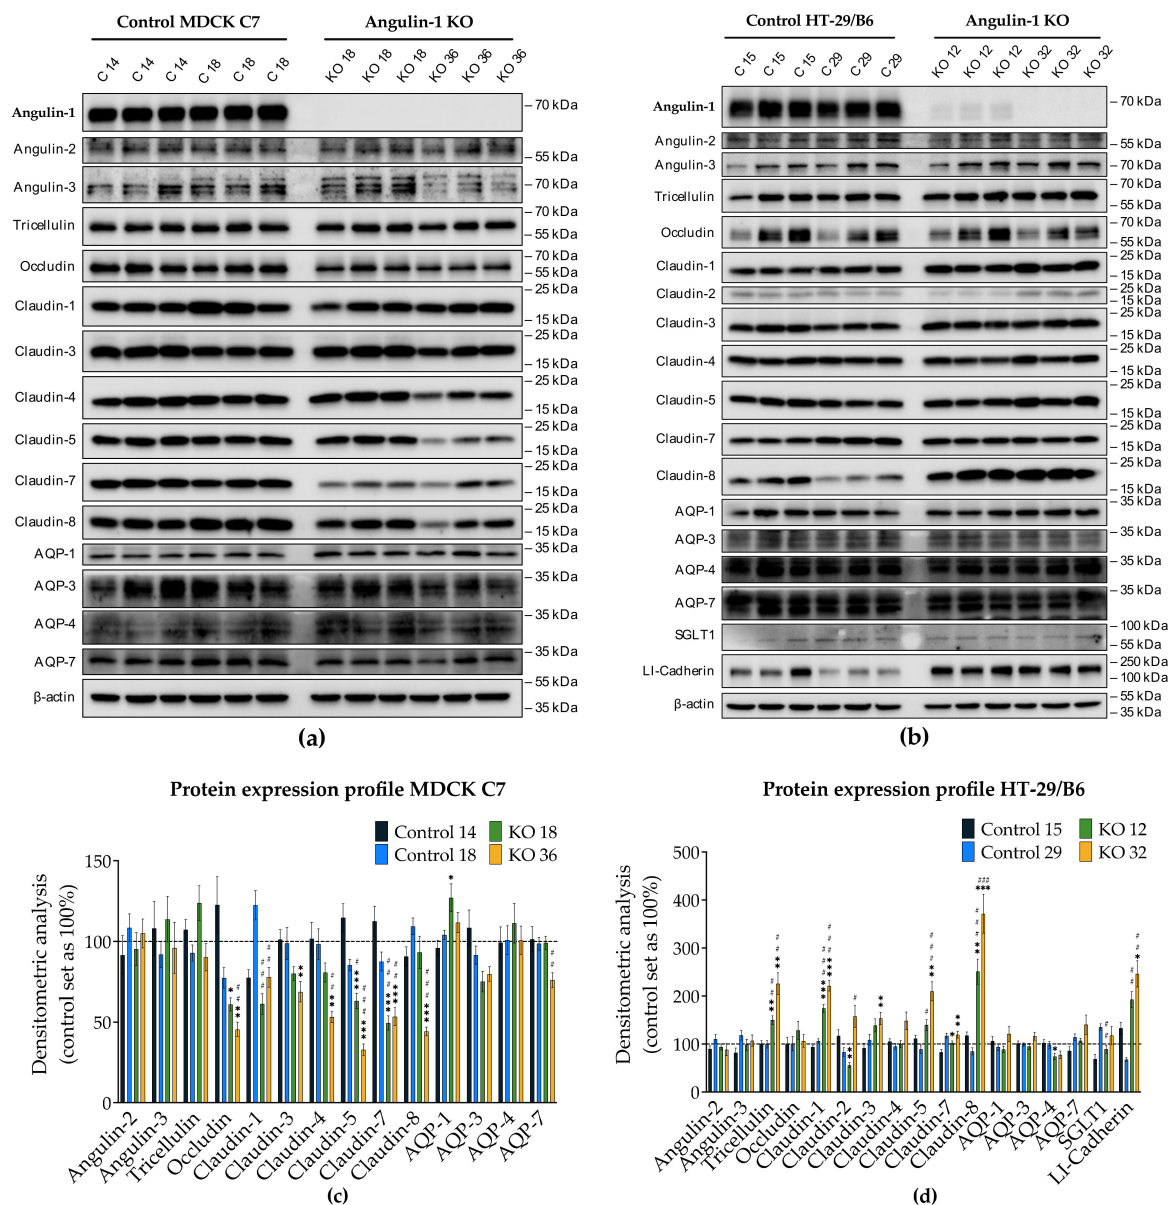 Control MDCK C7 Angulin-1 KO
C 14 C 14 C 14 C 18 C 18 C 18 KO 18 KO 18 KO 18 KO 36 KO 36 KO 36
Angulin-1 70 kDa
Angulin-2 55 kDa
Angulin-3 70 kDa
55 kDa
Tricellulin 70 kDa
55 kDa
Occludin 70 kDa
55 kDa
Claudin-1 25 kDa
15 kDa
Claudin-3 25 kDa
15 kDa
Claudin-4 25 kDa
15 kDa
Claudin-5 25 kDa
15 kDa
Claudin-7 25 kDa
15 kDa
Claudin-8 25 kDa
15 kDa
AQP-1 35 kDa
AQP-3 35 kDa
AQP-4 35 kDa
25 kDa
AQP-7 35 kDa
β-actin 55 kDa
35 kDa
(a)
Control HT-29/B6 Angulin-1 KO
C 15 C 15 C 15 C 29 C 29 C 29 KO 12 KO 12 KO 12 KO 32 KO 32 KO 32
Angulin-1 70 kDa
Angulin-2 55 kDa
Angulin-3 70 kDa
Tricellulin 70 kDa
55 kDa
Occludin 70 kDa
55 kDa
Claudin-1 25 kDa
15 kDa
Claudin-2 25 kDa
15 kDa
Claudin-3 25 kDa
15 kDa
Claudin-4 25 kDa
15 kDa
Claudin-5 25 kDa
15 kDa
Claudin-7 25 kDa
15 kDa
Claudin-8 25 kDa
15 kDa
AQP-1 35 kDa
AQP-3 35 kDa
AQP-4 35 kDa
AQP-7 35 kDa
SGLT1 100 kDa
55 kDa
LI-Cadherin 250 kDa
100 kDa
β-actin 55 kDa
35 kDa
(b)
Protein expression profile MDCK C7
Control 14 KO 18
Control 18 KO 36
Densitometric analysis
(control set as 100%)
150
100
50
0
Angulin-2 Angulin-3 Tricellulin Occludin Claudin-1 Claudin-3 Claudin-4 Claudin-5 Claudin-7 Claudin-8 AQP-1 AQP-3 AQP-4 AQP-7
(c)
Protein expression profile HT-29/B6
Control 15 KO 12
Control 29 KO 32
Densitometric analysis
(control set as 100%)
500
400
300
200
100
0
Angulin-2 Angulin-3 Tricellulin Occludin Claudin-1 Claudin-2 Claudin-3 Claudin-4 Claudin-5 Claudin-7 Claudin-8 AQP-1 AQP-3 AQP-4 AQP-7 SGLT1 LI-Cadherin
(d)